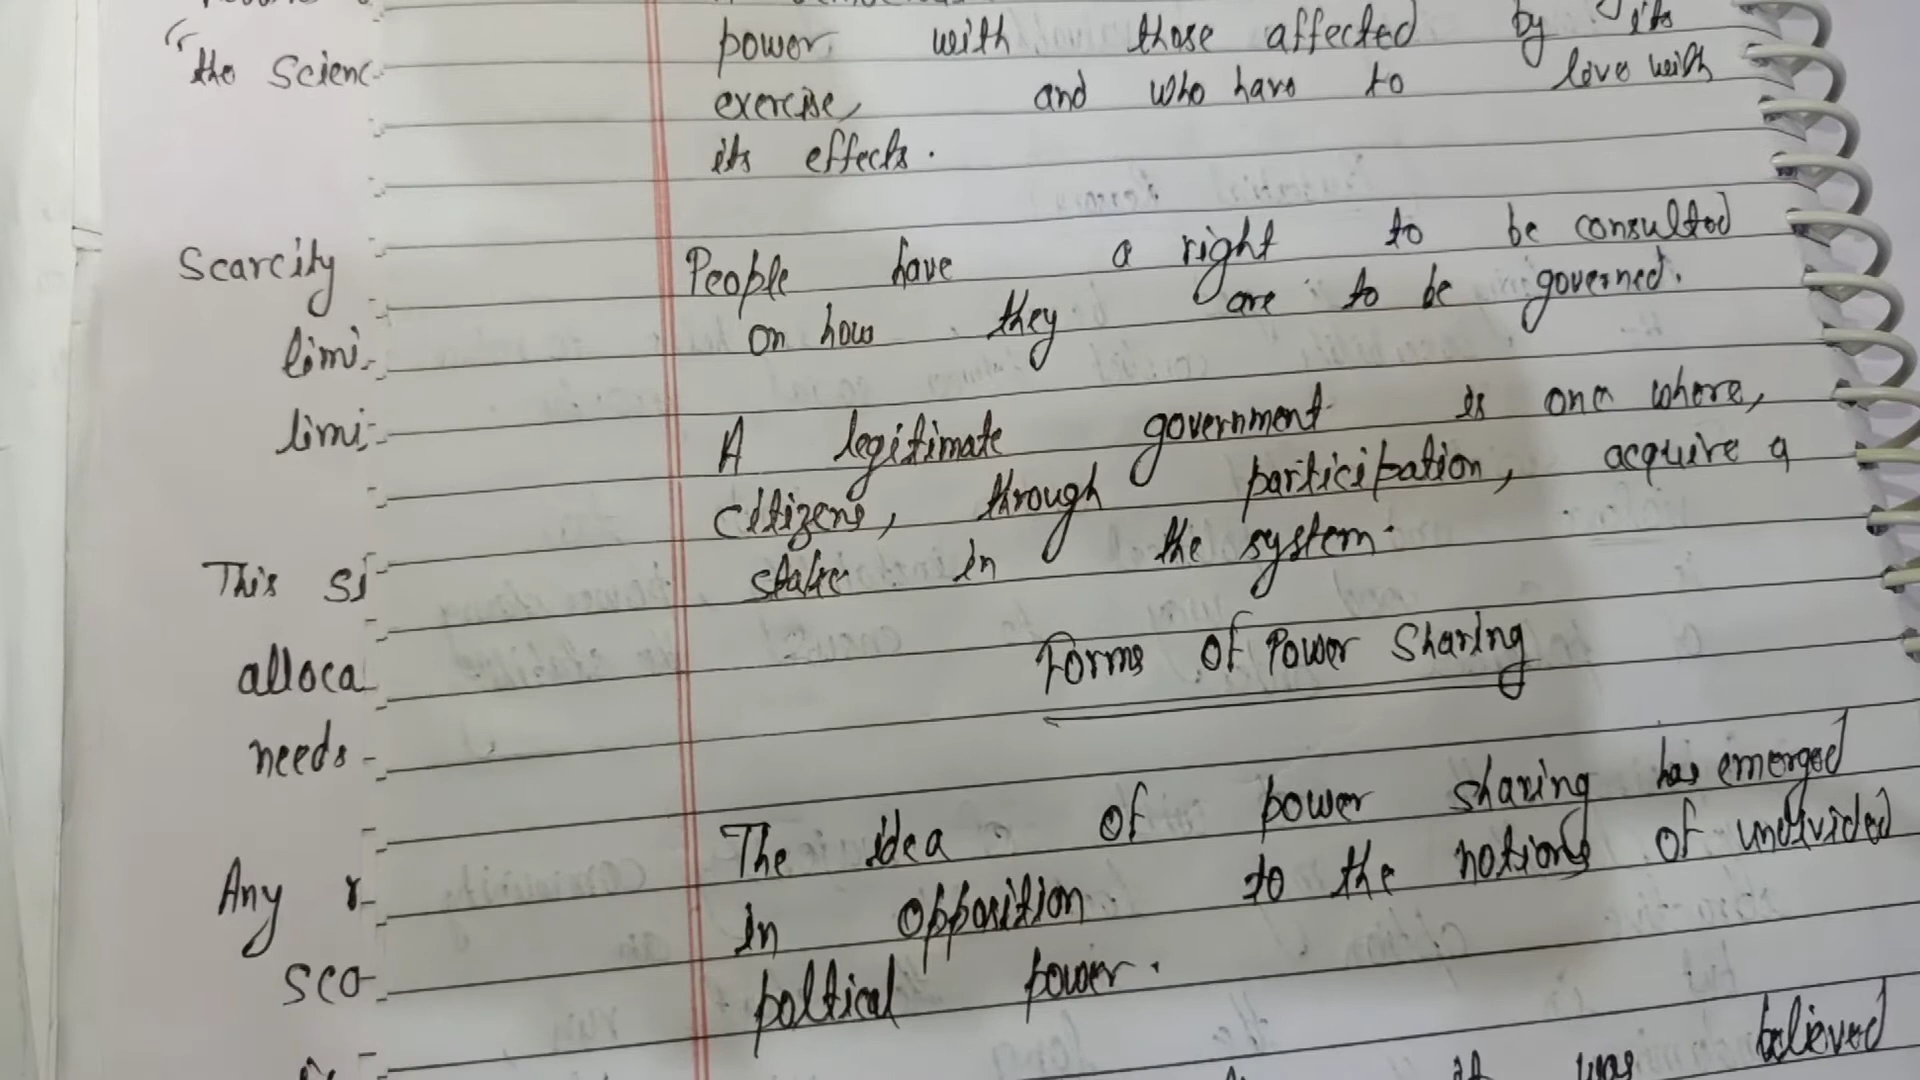 "the Scienc
Scarcity
limi
limi
This si
alloca
needs
Any
sco
power with those affected by its
exercise, and who have to live with
its effects.
People have a right to be consulted
on how they are to be governed.
A legitimate government is one where,
citizens, through participation, acquire a
stake in the system.
Forms of Power Sharing
The idea of power sharing has emerged
in opposition to the notions of undivided
poltical power.
it was believed